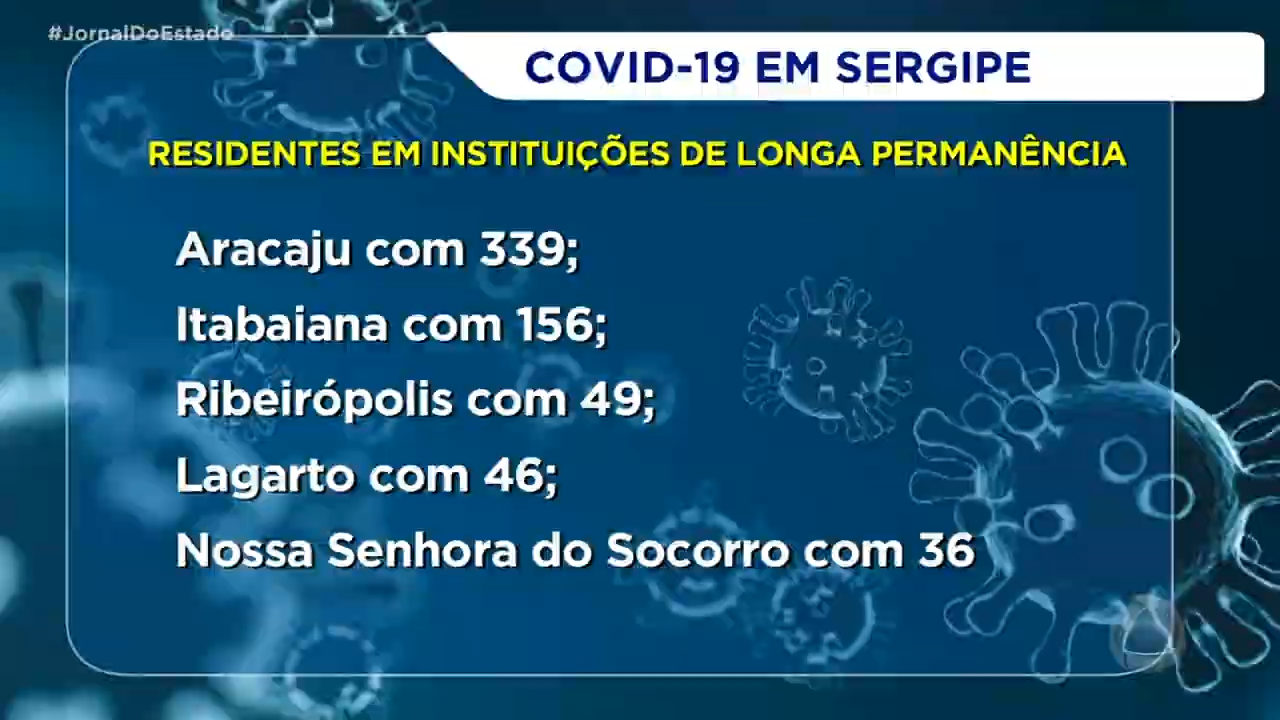 #JornalDoEstado
COVID-19 EM SERGIPE
RESIDENTES EM INSTITUIÇÕES DE LONGA PERMANÊNCIA
Aracaju com 339;
Itabaiana com 156;
Ribeirópolis com 49;
Lagarto com 46;
Nossa Senhora do Socorro com 36